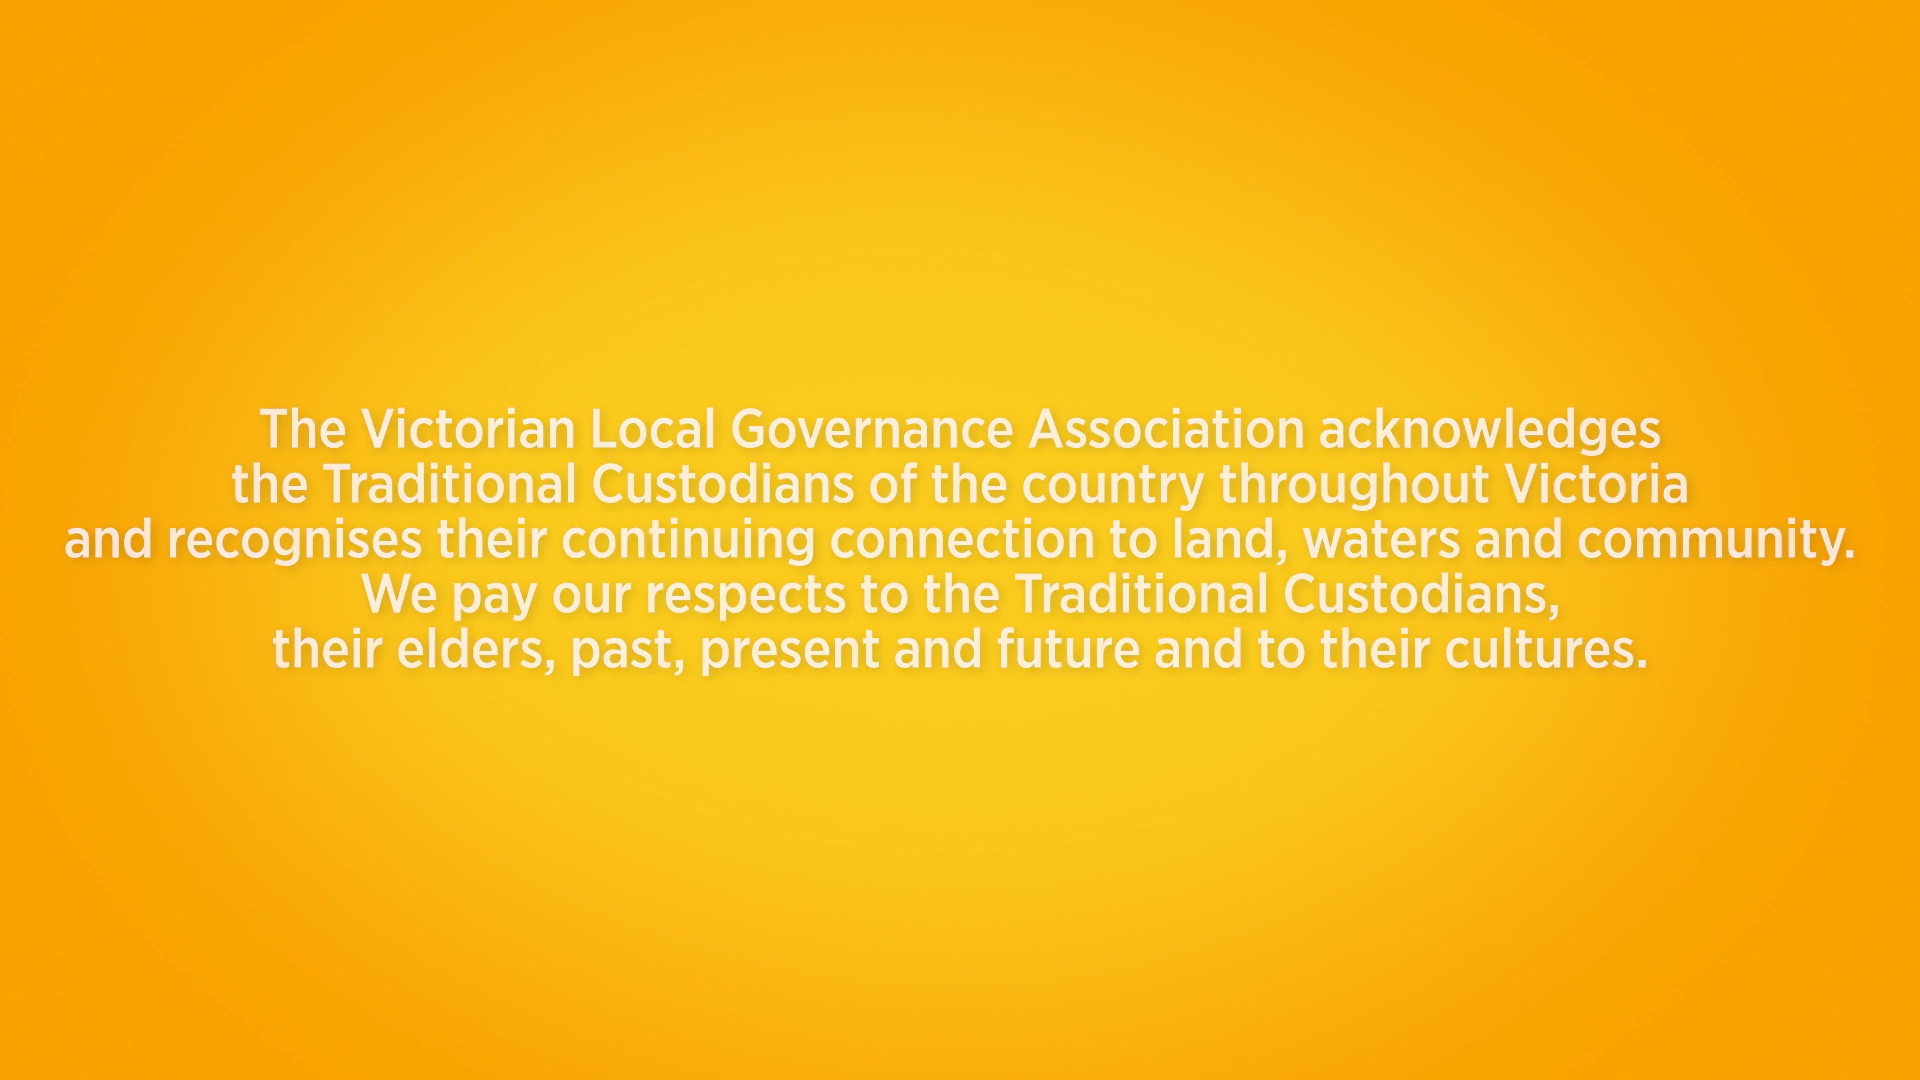 The Victorian Local Governance Association acknowledges
the Traditional Custodians of the country throughout Victoria
and recognises their continuing connection to land, waters and community.
We pay our respects to the Traditional Custodians,
their elders, past, present and future and to their cultures.